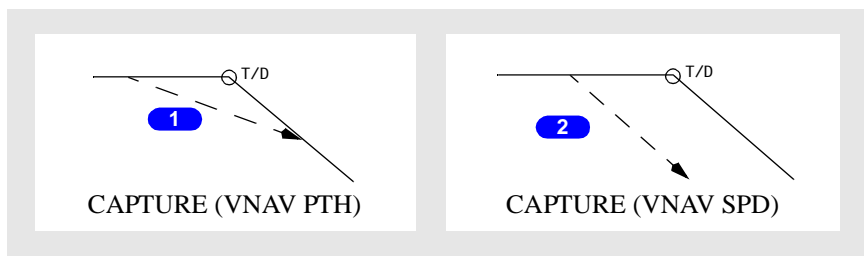 T/D
1
CAPTURE (VNAV PTH)
T/D
2
CAPTURE (VNAV SPD)